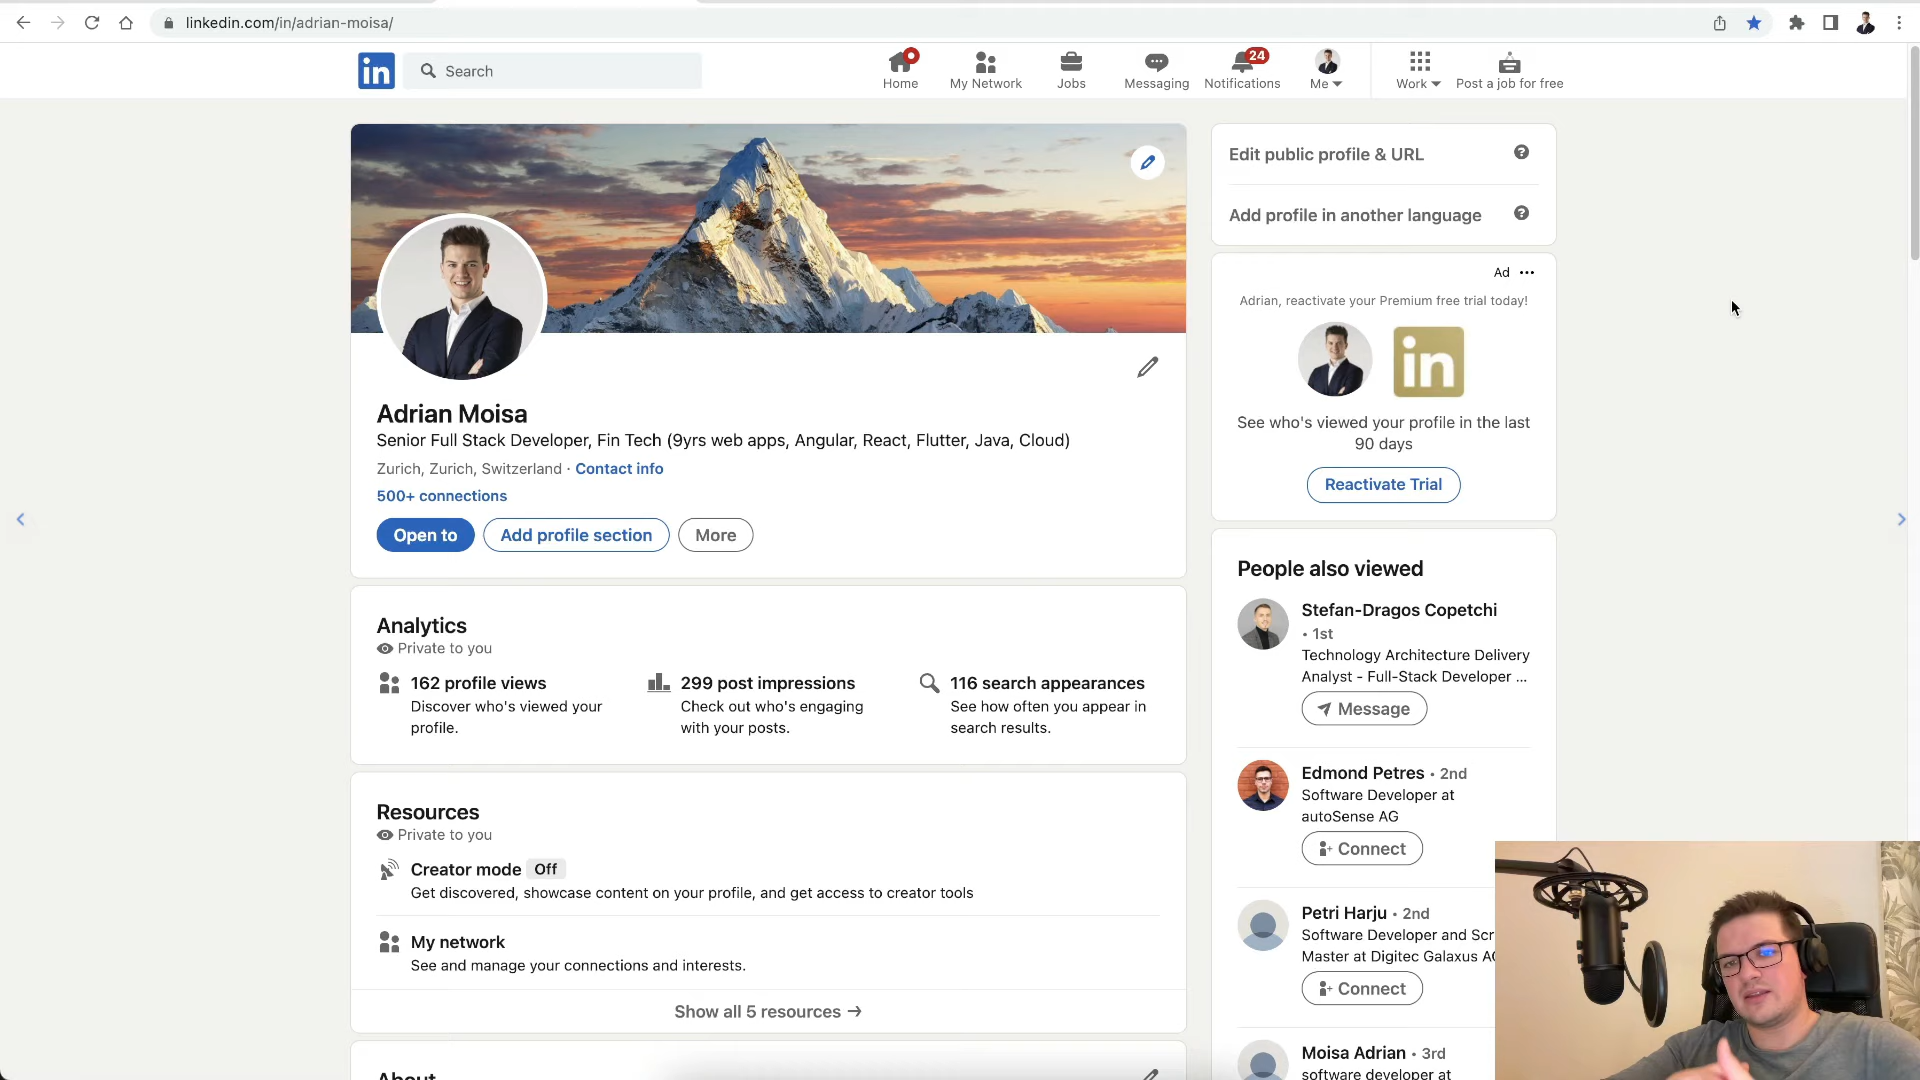 linkedin.com/in/adrian-moisa/
in
Search
Home
My Network
Jobs
Messaging
24
Notifications
Me
Work
Post a job for free
Adrian Moisa
Senior Full Stack Developer, Fin Tech (9yrs web apps, Angular, React, Flutter, Java, Cloud)
Zurich, Zurich, Switzerland · Contact info
500+ connections
Open to
Add profile section
More
Analytics
Private to you
162 profile views
Discover who's viewed your
profile.
299 post impressions
Check out who's engaging
with your posts.
116 search appearances
See how often you appear in
search results.
Resources
Private to you
Creator mode Off
Get discovered, showcase content on your profile, and get access to creator tools
My network
See and manage your connections and interests.
Show all 5 resources →
About
Edit public profile & URL
Add profile in another language
Ad
Adrian, reactivate your Premium free trial today!
in
See who's viewed your profile in the last
90 days
Reactivate Trial
People also viewed
Stefan-Dragos Copetchi
• 1st
Technology Architecture Delivery
Analyst - Full-Stack Developer ...
Message
Edmond Petres • 2nd
Software Developer at
autoSense AG
Connect
Petri Harju • 2nd
Software Developer and Scr
Master at Digitec Galaxus A
Connect
Moisa Adrian • 3rd
software developer at